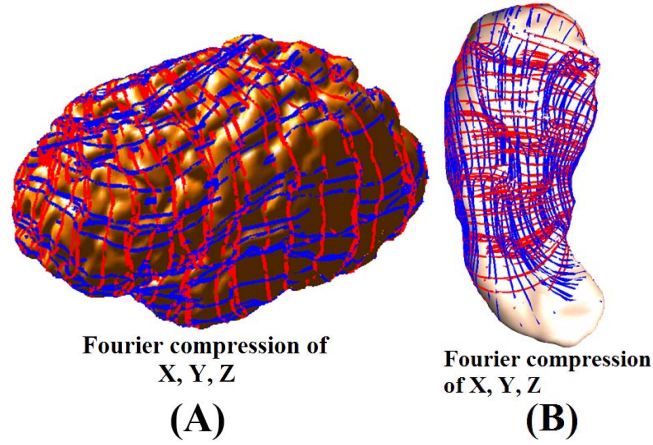 Fourier compression of
X, Y, Z
(A)
Fourier compression
of X, Y, Z
(B)